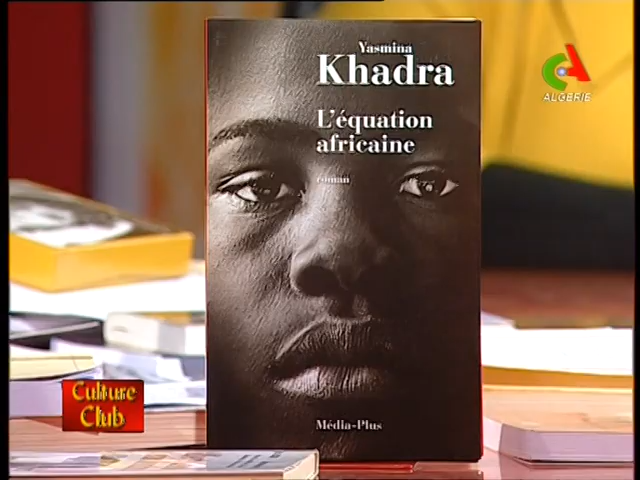 Yasmina
Khadra
L'équation
africaine
roman
Média-Plus
ALGERIE
Culture
Club